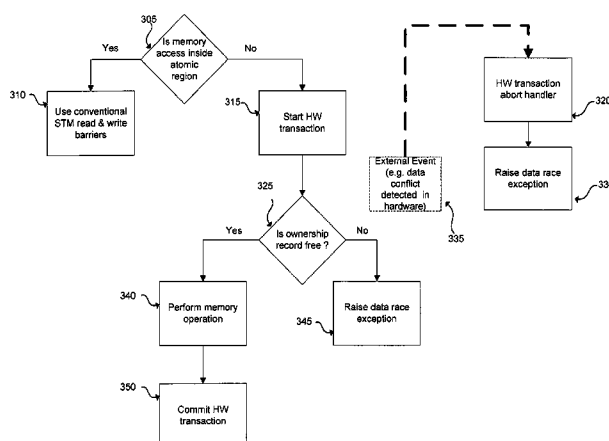 305
Is memory
access inside
atomic
region
Yes
No
310
Use conventional
STM read & write
barriers
315
Start HW
transaction
HW transaction
abort handler
320
External Event
(e.g. data
conflict
detected in
hardware)
335
Raise data race
exception
325
Is ownership
record free ?
Yes
No
340
Perform memory
operation
345
Raise data race
exception
350
Commit HW
transaction